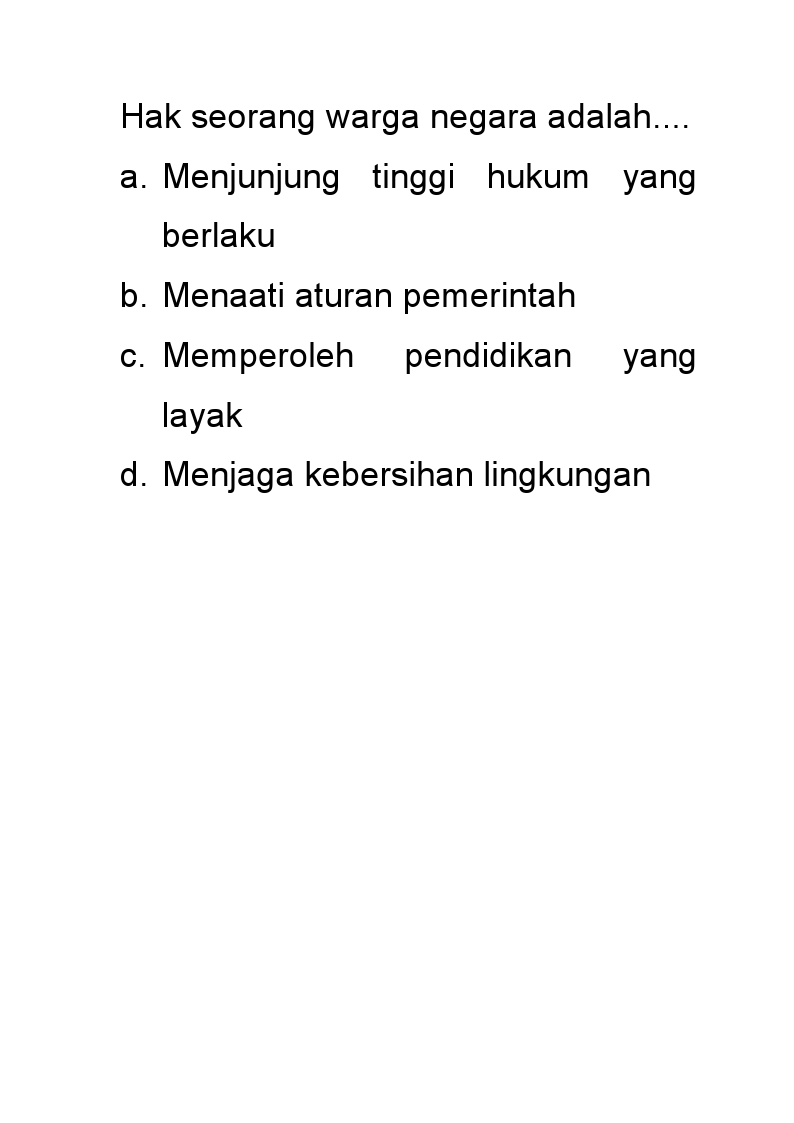 Hak seorang warga negara adalah....
a. Menjunjung tinggi hukum yang
berlaku
b. Menaati aturan pemerintah
c. Memperoleh pendidikan yang
layak
d. Menjaga kebersihan lingkungan